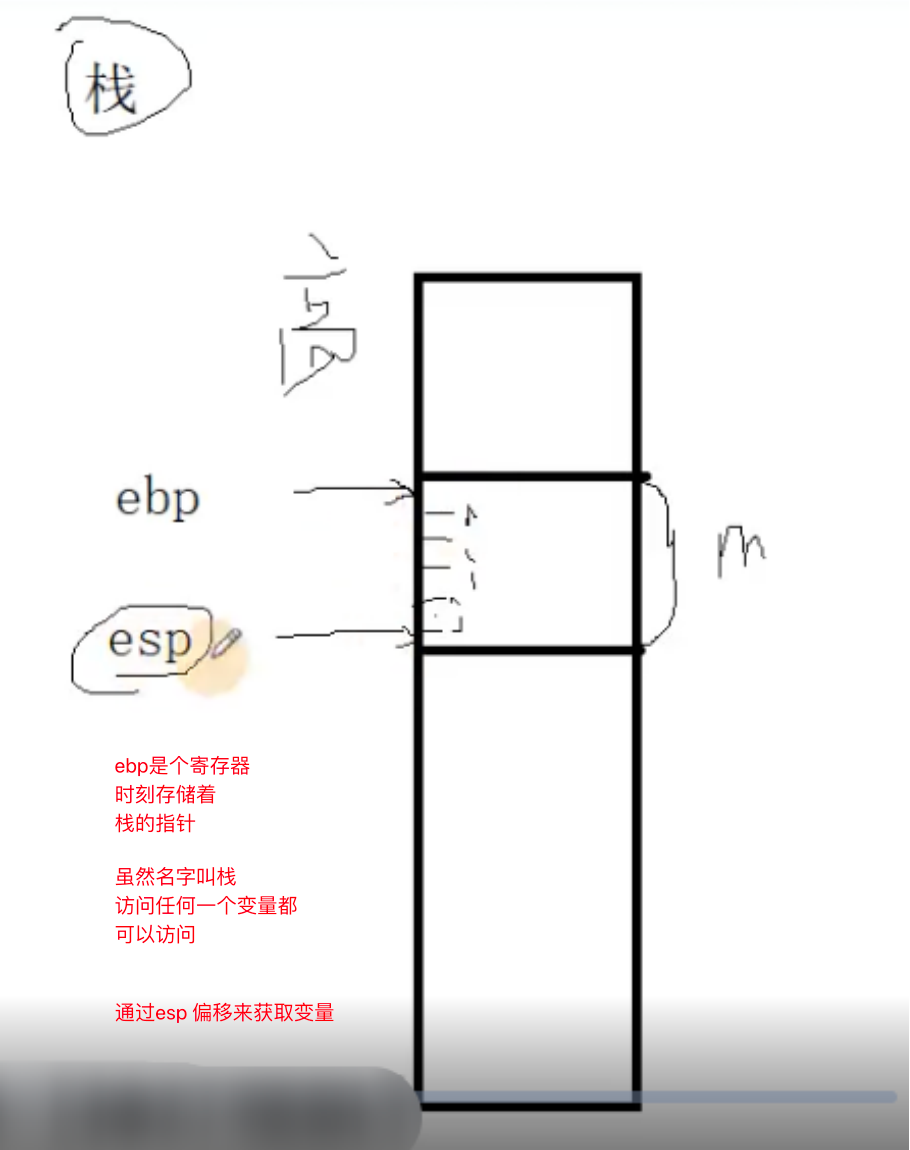 栈
高
ebp
m
esp
ebp是个寄存器
时刻存储着
栈的指针
虽然名字叫栈
访问任何一个变量都
可以访问
通过esp 偏移来获取变量